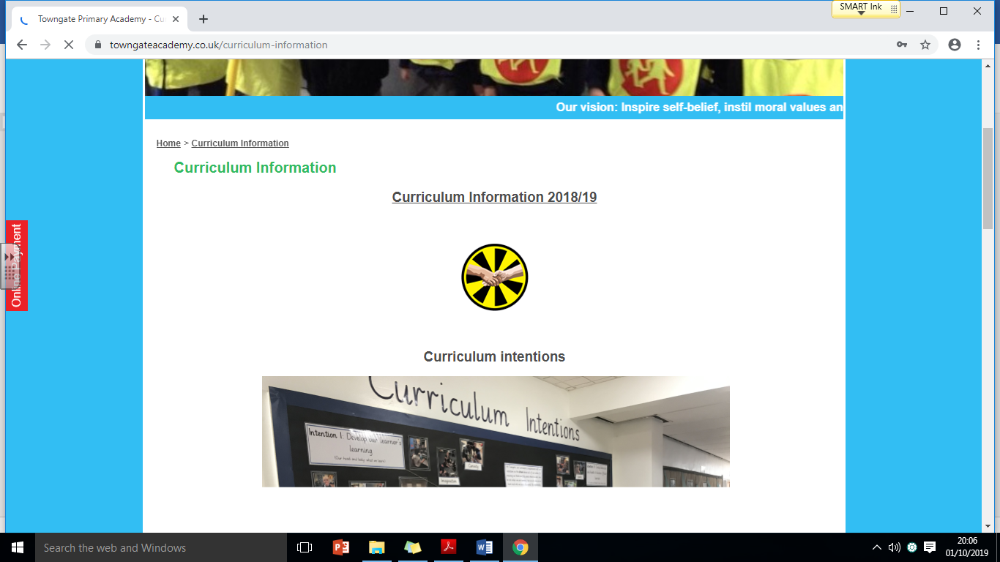 SMART Ink
Towngate Primary Academy - Cu
towngateacademy.co.uk/curriculum-information
Our vision: Inspire self-belief, instil moral values an
Home > Curriculum Information
Curriculum Information
Curriculum Information 2018/19
Online Payment
Curriculum intentions
Curriculum Intentions
Intention 1: Develop our learner's
learning
Curiosity
Imagination
Search the web and Windows
20:06
01/10/2019